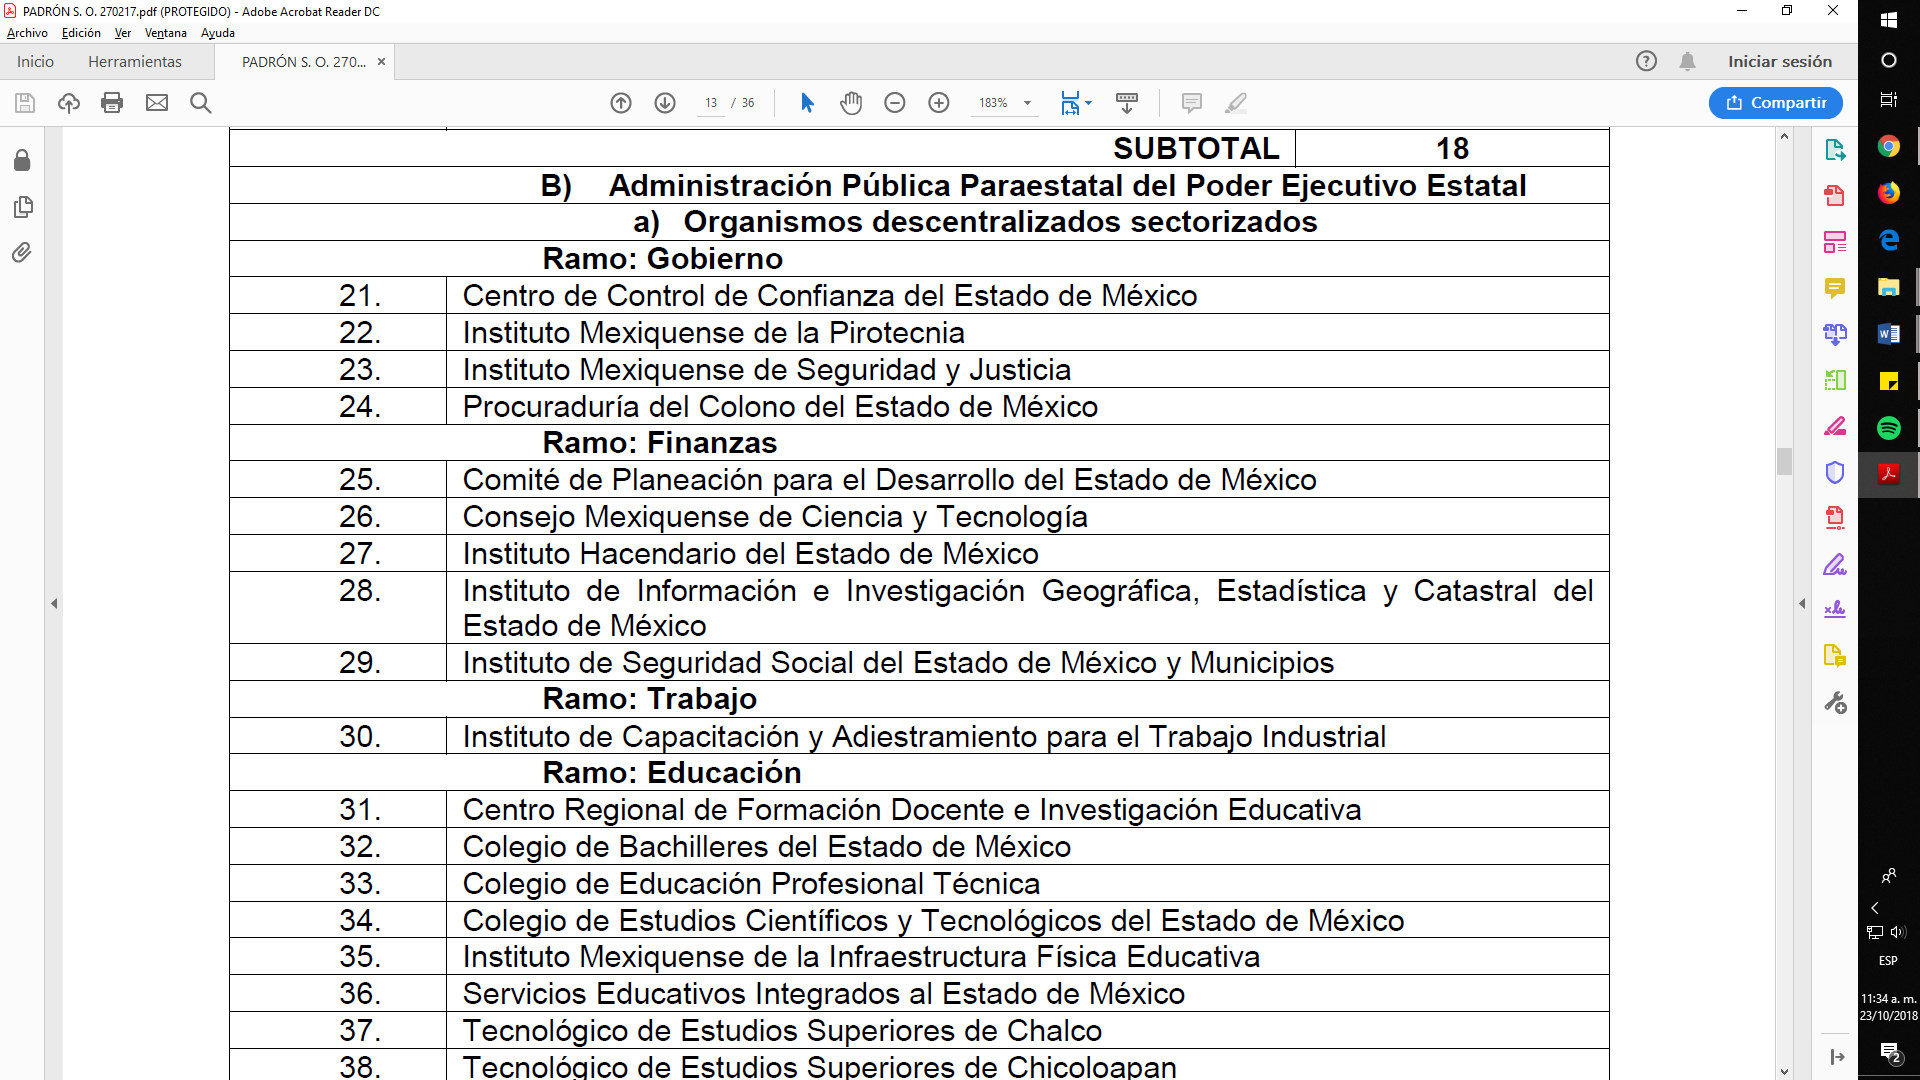 PADRÓN S. O. 270217.pdf (PROTEGIDO) - Adobe Acrobat Reader DC
Archivo Edición Ver Ventana Ayuda
Inicio Herramientas PADRÓN S. O. 270... × Iniciar sesión
13 / 36 183% Compartir
SUBTOTAL 18
B) Administración Pública Paraestatal del Poder Ejecutivo Estatal
a) Organismos descentralizados sectorizados
Ramo: Gobierno
21. Centro de Control de Confianza del Estado de México
22. Instituto Mexiquense de la Pirotecnia
23. Instituto Mexiquense de Seguridad y Justicia
24. Procuraduría del Colono del Estado de México
Ramo: Finanzas
25. Comité de Planeación para el Desarrollo del Estado de México
26. Consejo Mexiquense de Ciencia y Tecnología
27. Instituto Hacendario del Estado de México
28. Instituto de Información e Investigación Geográfica, Estadística y Catastral del
Estado de México
29. Instituto de Seguridad Social del Estado de México y Municipios
Ramo: Trabajo
30. Instituto de Capacitación y Adiestramiento para el Trabajo Industrial
Ramo: Educación
31. Centro Regional de Formación Docente e Investigación Educativa
32. Colegio de Bachilleres del Estado de México
33. Colegio de Educación Profesional Técnica
34. Colegio de Estudios Científicos y Tecnológicos del Estado de México
35. Instituto Mexiquense de la Infraestructura Física Educativa
36. Servicios Educativos Integrados al Estado de México
37. Tecnológico de Estudios Superiores de Chalco
38. Tecnológico de Estudios Superiores de Chicoloapan
ESP
11:34 a. m.
23/10/2018
2